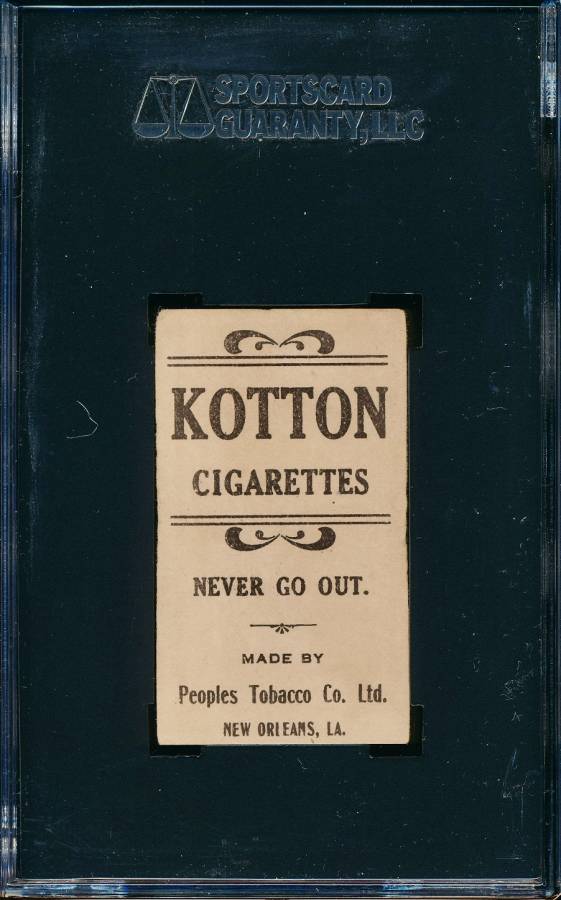 SPORTSCARD
GUARANTY, LLC
KOTTON
CIGARETTES
NEVER GO OUT.
MADE BY
Peoples Tobacco Co. Ltd.
NEW ORLEANS, LA.